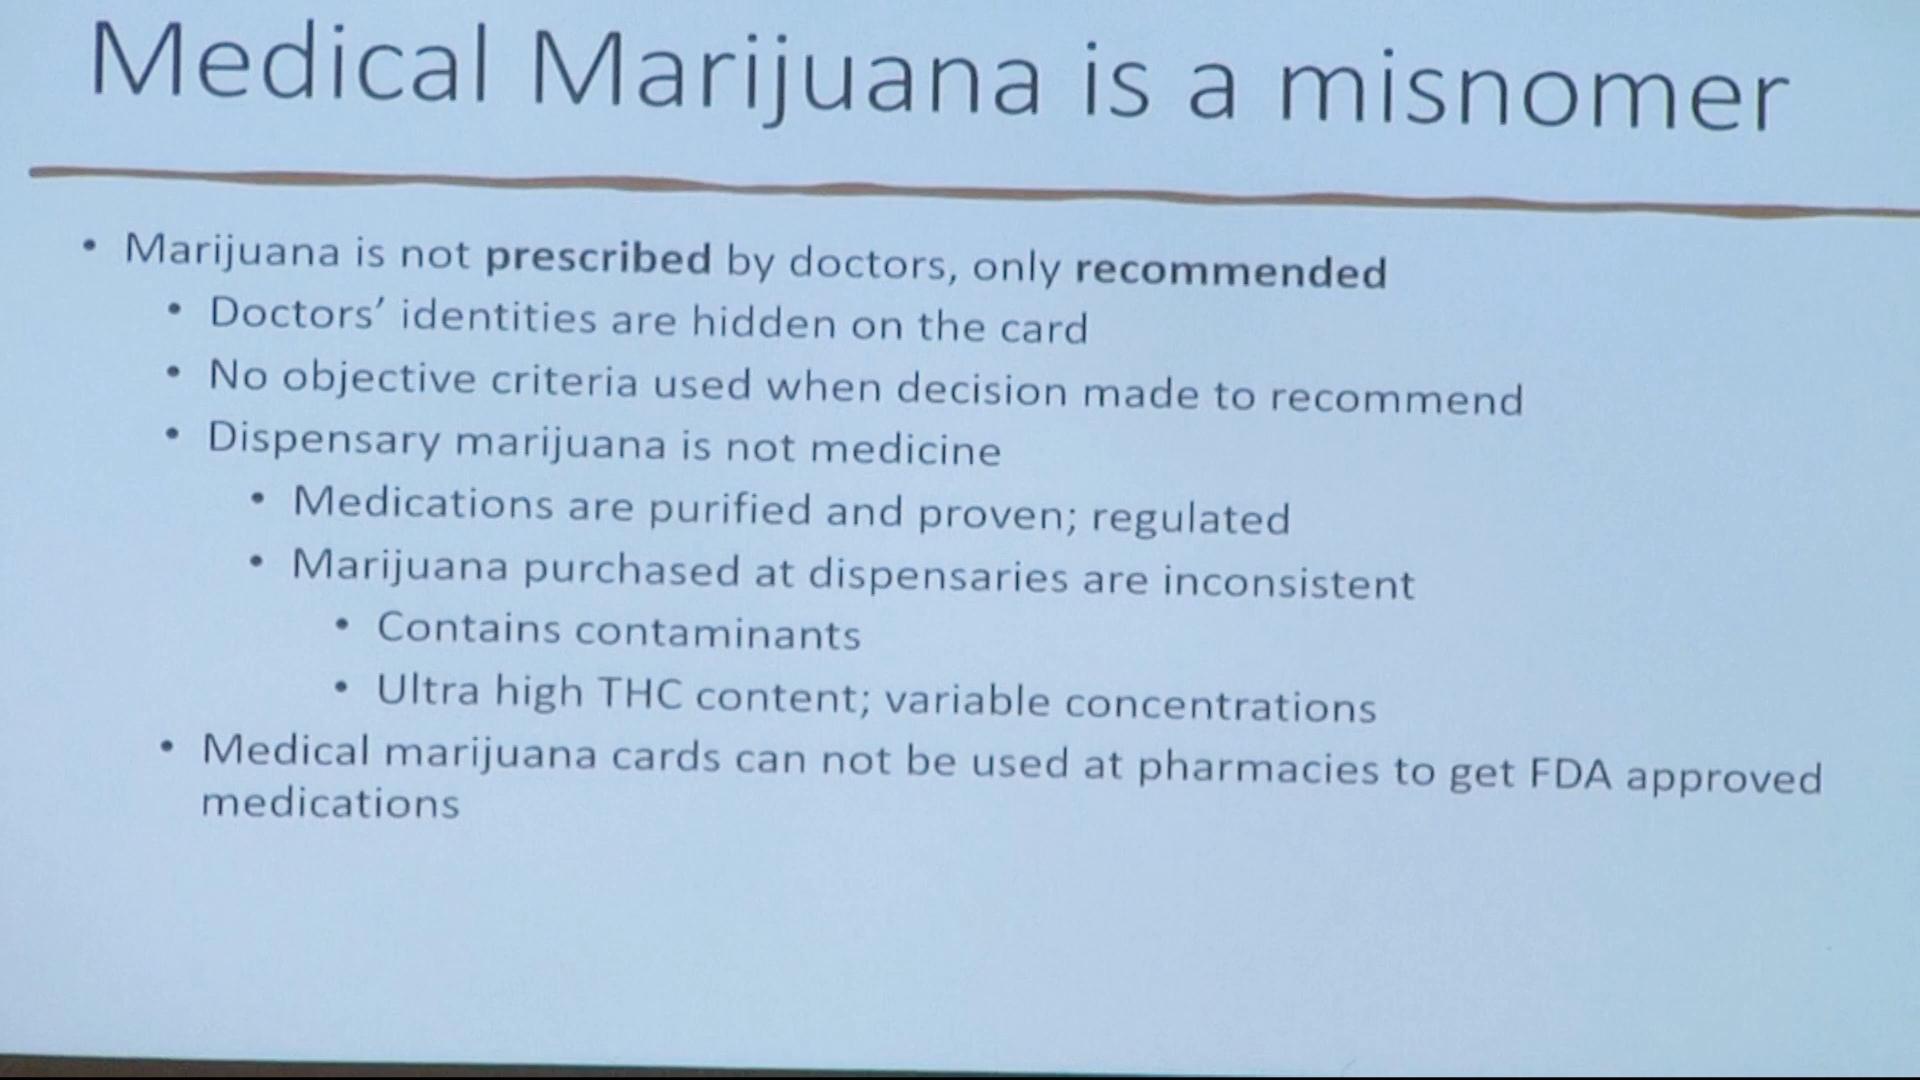 Medical Marijuana is a misnomer
• Marijuana is not prescribed by doctors, only recommended
• Doctors’ identities are hidden on the card
• No objective criteria used when decision made to recommend
• Dispensary marijuana is not medicine
• Medications are purified and proven; regulated
• Marijuana purchased at dispensaries are inconsistent
• Contains contaminants
• Ultra high THC content; variable concentrations
• Medical marijuana cards can not be used at pharmacies to get FDA approved
medications